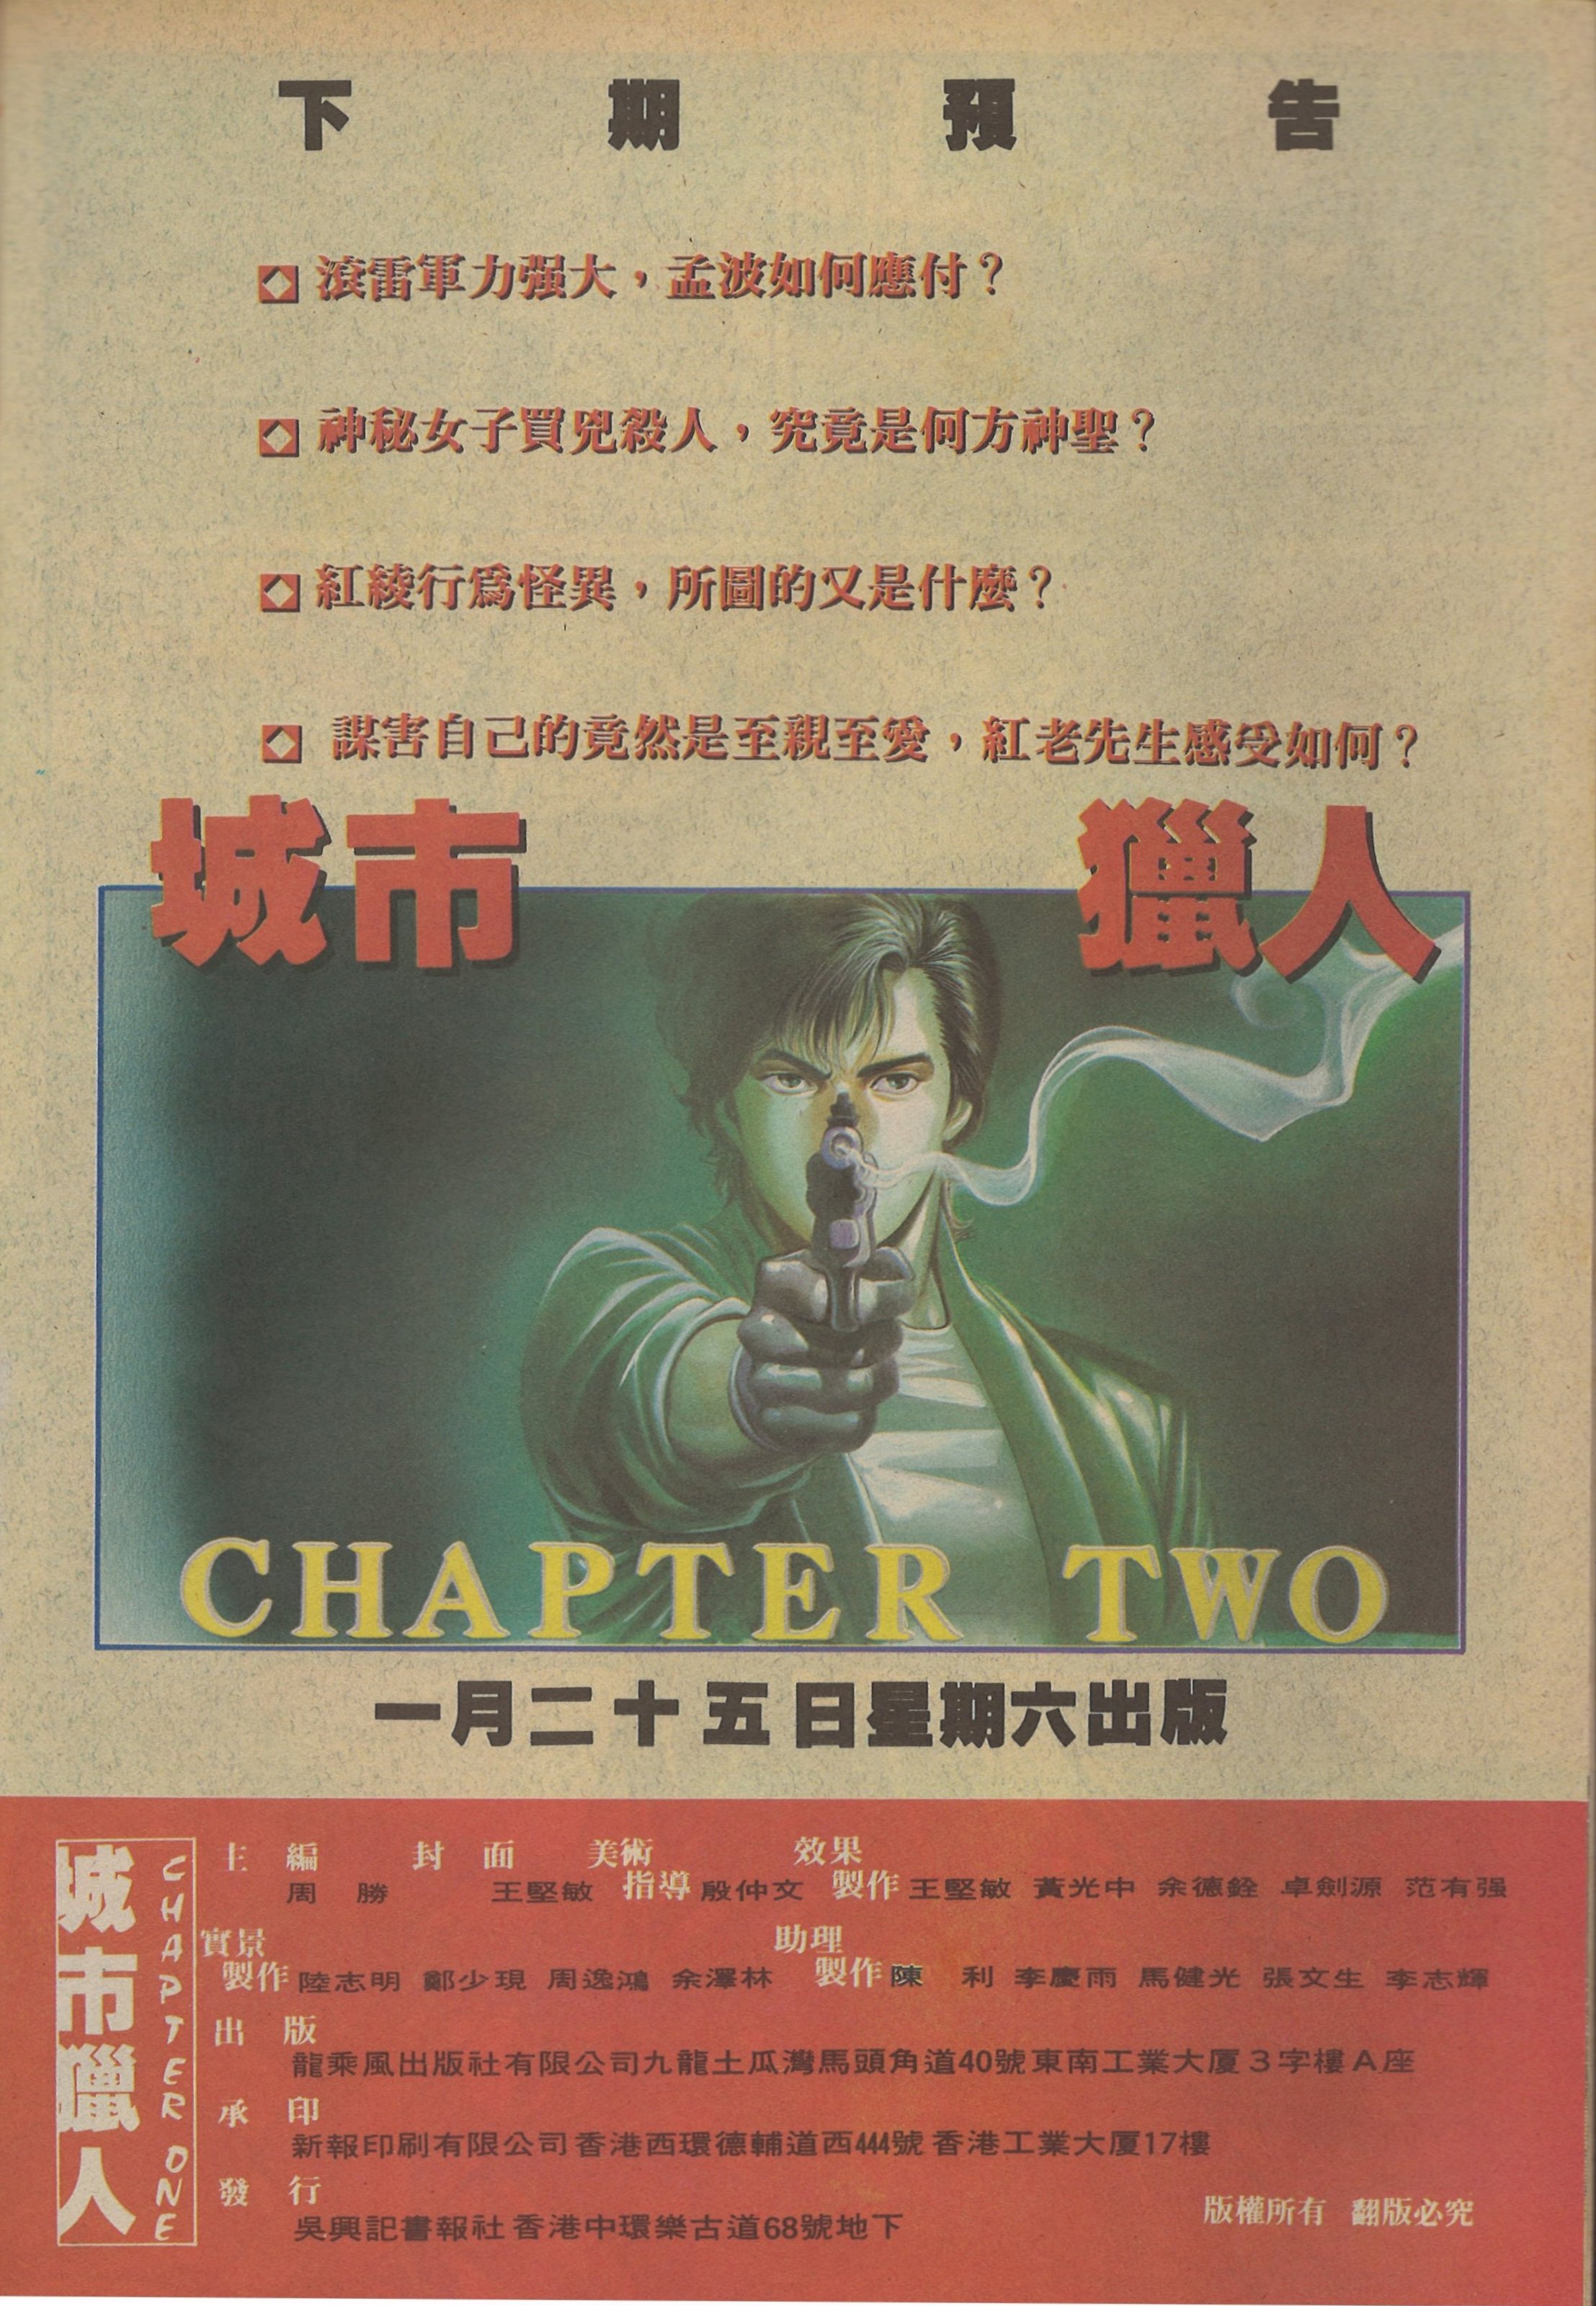 下期預告
滾雷軍力强大，孟波如何應付？
神秘女子買兇殺人，究竟是何方神聖？
紅綾行爲怪異，所圖的又是什麼？
謀害自己的竟然是至親至愛，紅老先生感受如何？
城市獵人
CHAPTER TWO
一月二十五日星期六出版
城市獵人
CHAPTER ONE
主編 周勝 封面 王堅敏 美術指導 殷仲文 效果製作 王堅敏 黃光中 余德銓 卓劍源 范有强
實景製作 陸志明 鄭少現 周逸鴻 余澤林 助理製作 陳利 李慶雨 馬健光 張文生 李志輝
出版
龍乘風出版社有限公司九龍土瓜灣馬頭角道40號東南工業大厦3字樓A座
承印
新報印刷有限公司香港西環德輔道西444號香港工業大厦17樓
發行
吳興記書報社香港中環樂古道68號地下
版權所有 翻版必究